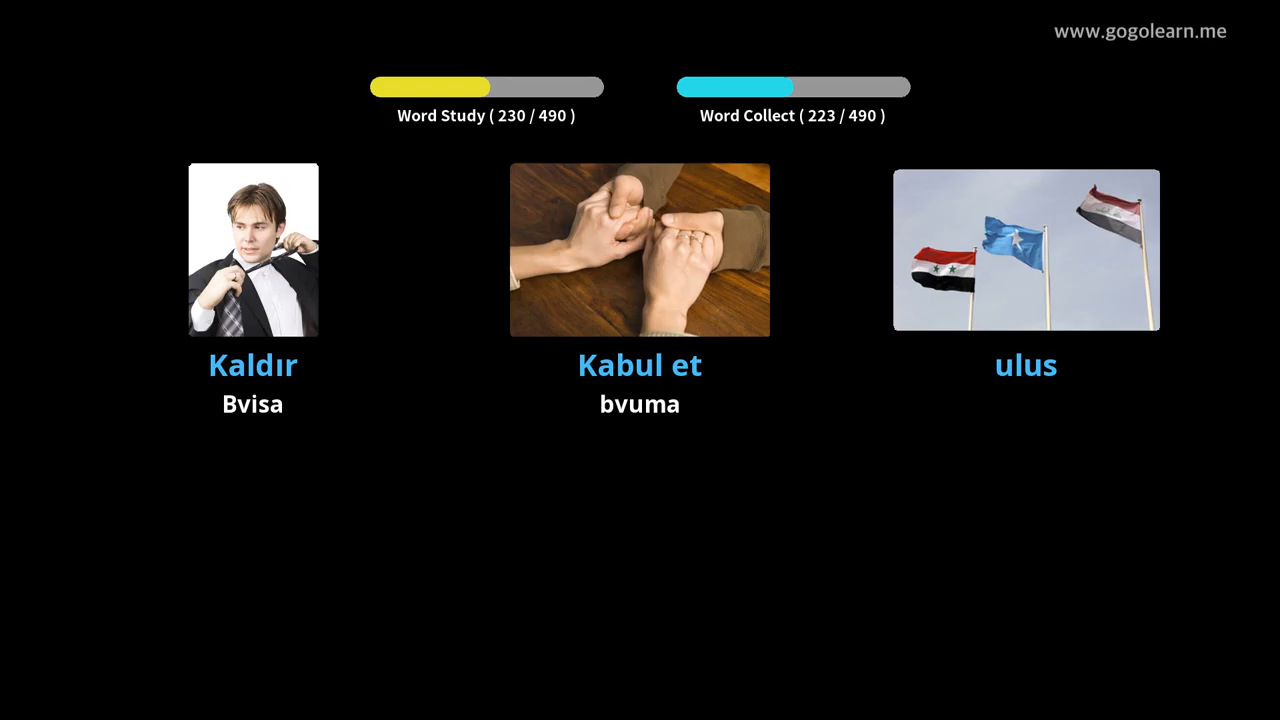 www.gogolearn.me
Word Study ( 230 / 490 )
Word Collect ( 223 / 490 )
Kaldır
Bvisa
Kabul et
bvuma
ulus